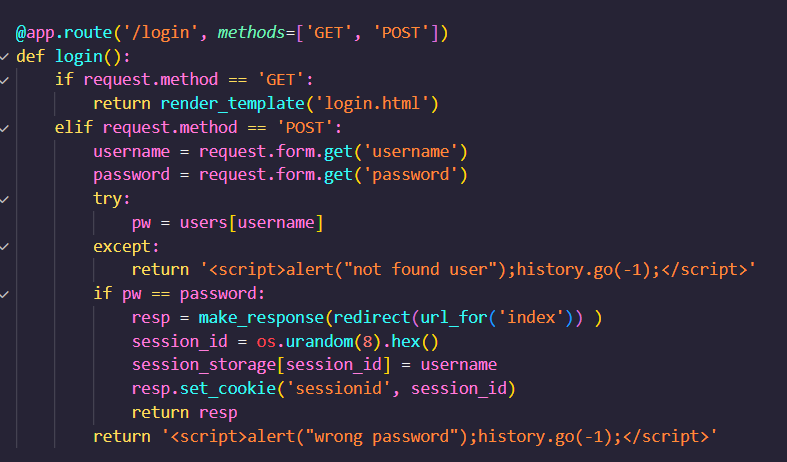 @app.route('/login', methods=['GET', 'POST'])
def login():
    if request.method == 'GET':
        return render_template('login.html')
    elif request.method == 'POST':
        username = request.form.get('username')
        password = request.form.get('password')
        try:
            pw = users[username]
        except:
            return '<script>alert("not found user");history.go(-1);</script>'
        if pw == password:
            resp = make_response(redirect(url_for('index')) )
            session_id = os.urandom(8).hex()
            session_storage[session_id] = username
            resp.set_cookie('sessionid', session_id)
            return resp
        return '<script>alert("wrong password");history.go(-1);</script>'